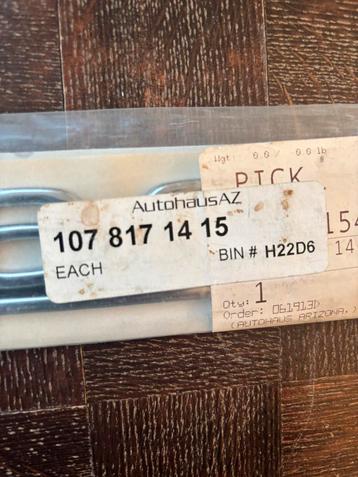 Wgt: 0.0 / 0.0 lb
PICK
AutohausAZ
107 817 14 15
BIN # H22D6
EACH
154
14
Qty: 1
Order: 061913D
(AUTOHAUS ARIZONA,